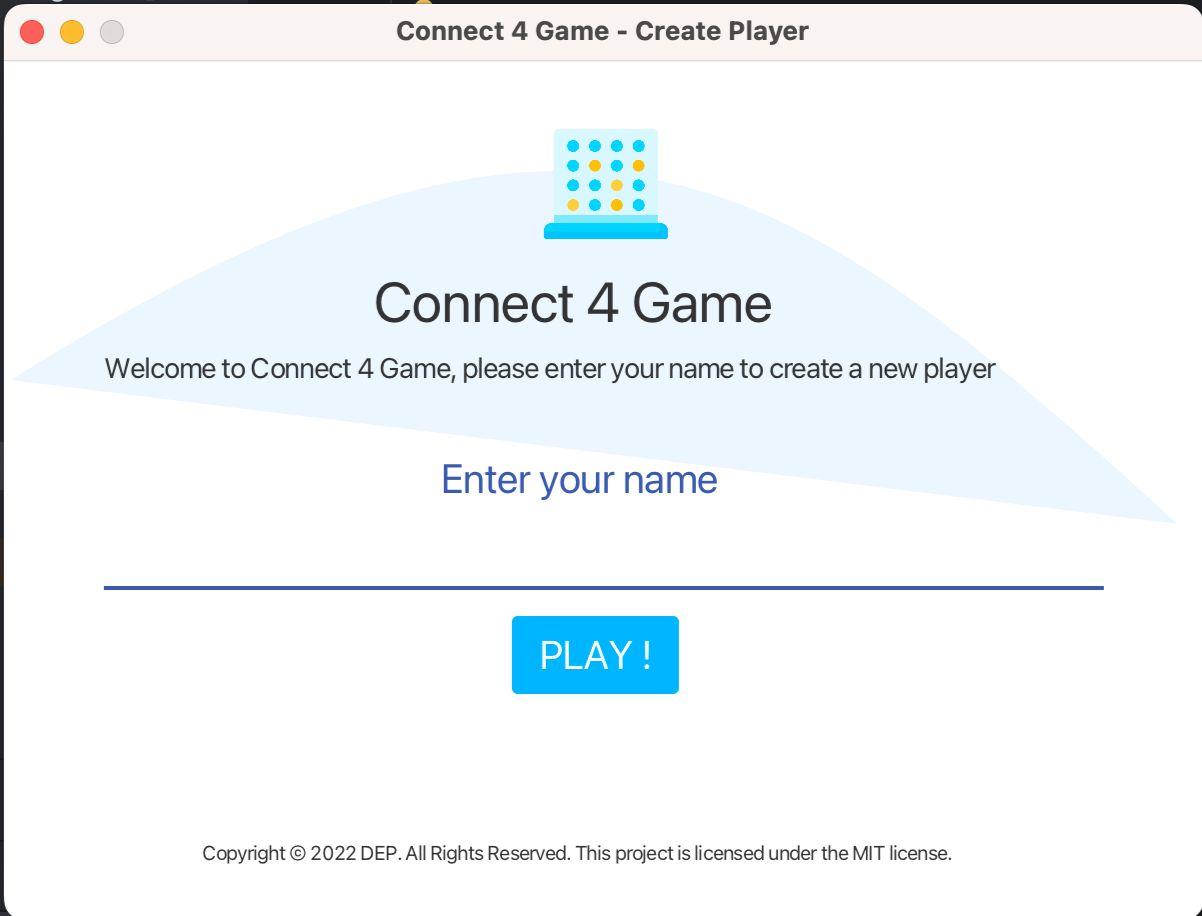 Connect 4 Game - Create Player
Connect 4 Game
Welcome to Connect 4 Game, please enter your name to create a new player
Enter your name
PLAY !
Copyright © 2022 DEP. All Rights Reserved. This project is licensed under the MIT license.